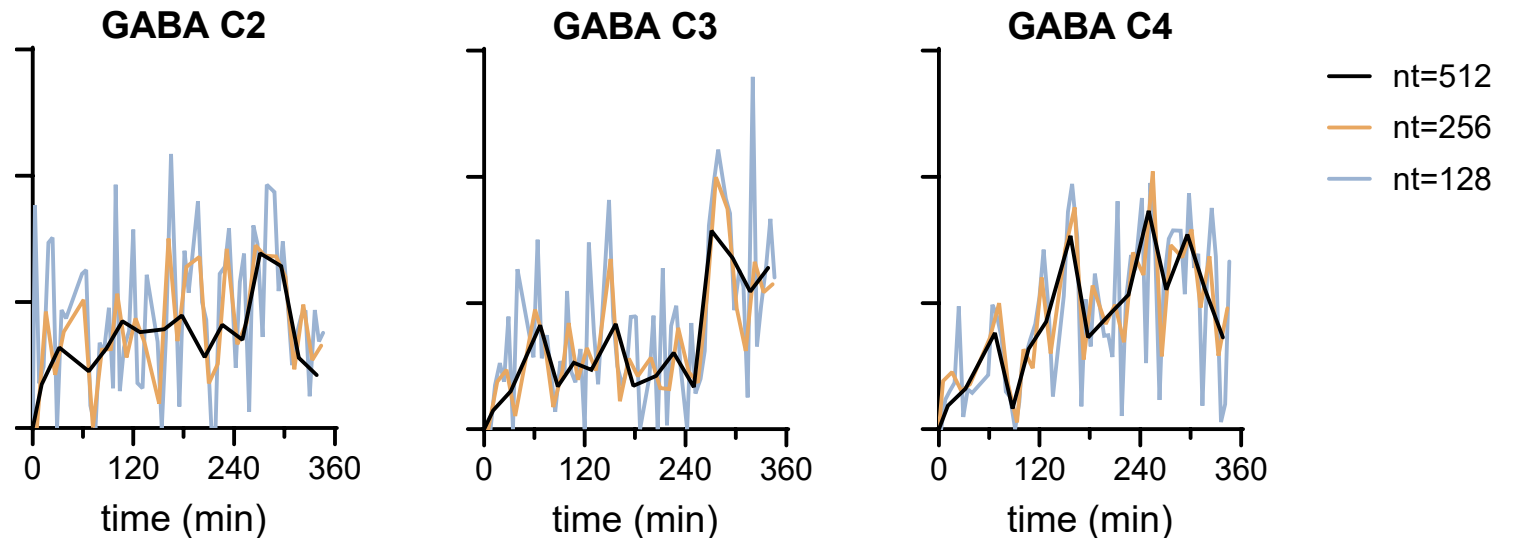 GABA C2 GABA C3 GABA C4
nt=512
nt=256
nt=128
0 120 240 360 0 120 240 360 0 120 240 360
time (min) time (min) time (min)